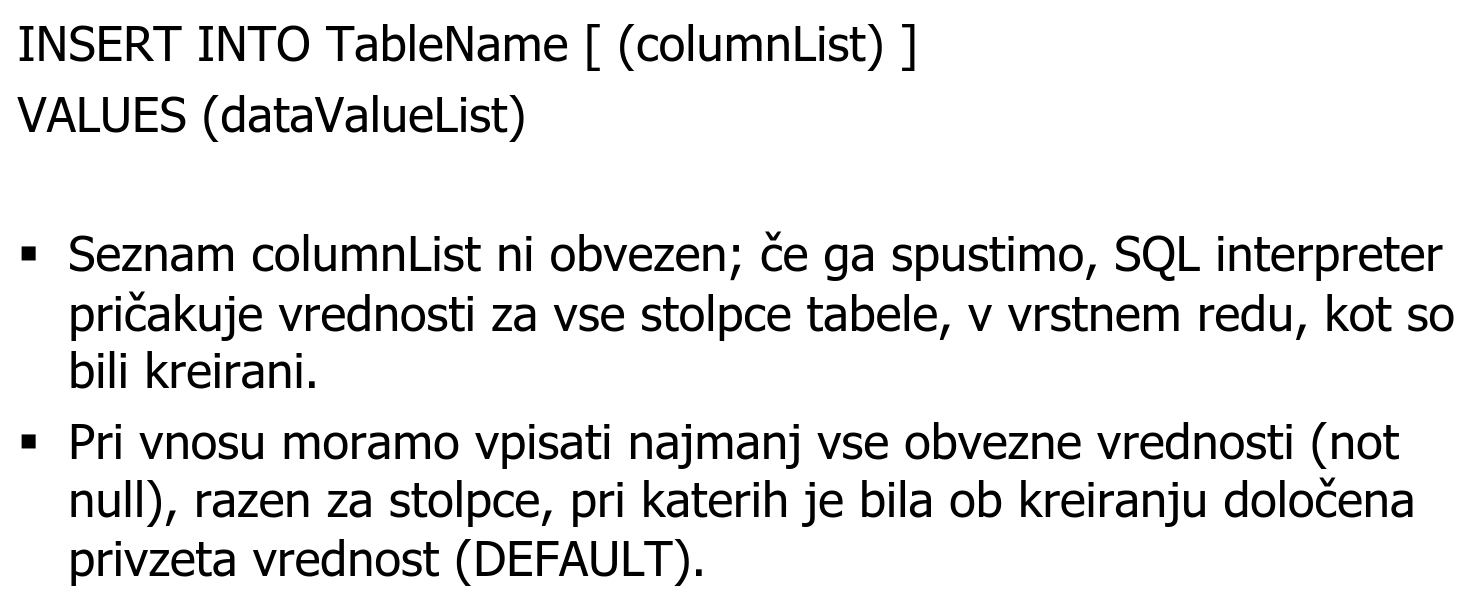 INSERT INTO TableName [ (columnList) ]
VALUES (dataValueList)
▪ Seznam columnList ni obvezen; če ga spustimo, SQL interpreter
pričakuje vrednosti za vse stolpce tabele, v vrstnem redu, kot so
bili kreirani.
▪ Pri vnosu moramo vpisati najmanj vse obvezne vrednosti (not
null), razen za stolpce, pri katerih je bila ob kreiranju določena
privzeta vrednost (DEFAULT).